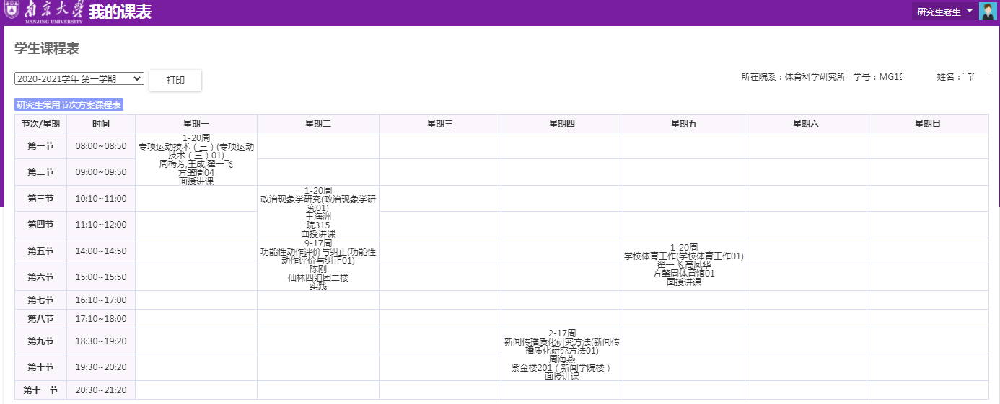 南京大学 我的课表
NANJING UNIVERSITY
研究生老生
学生课程表
2020-2021学年 第一学期 打印 所在院系：体育科学研究所 学号：MG19 姓名：
研究生常用节次方案课程表
节次/星期 时间 星期一 星期二 星期三 星期四 星期五 星期六 星期日
第一节 08:00~08:50
第二节 09:00~09:50
1-20周
专项运动技术（三）(专项运动
技术（三）01)
周梅芳,王成,翟一飞
方肇周04
面授讲课
第三节 10:10~11:00
第四节 11:10~12:00
1-20周
政治现象学研究(政治现象学研
究01)
王海洲
院315
面授讲课
第五节 14:00~14:50
第六节 15:00~15:50
9-17周
功能性动作评价与纠正(功能性
动作评价与纠正01)
陈刚
仙林四组团二楼
实践
1-20周
学校体育工作(学校体育工作01)
翟一飞,高凤华
方肇周体育馆01
面授讲课
第七节 16:10~17:00
第八节 17:10~18:00
第九节 18:30~19:20
第十节 19:30~20:20
2-17周
新闻传播质化研究方法(新闻传
播质化研究方法01)
周海燕
紫金楼201（新闻学院楼）
面授讲课
第十一节 20:30~21:20